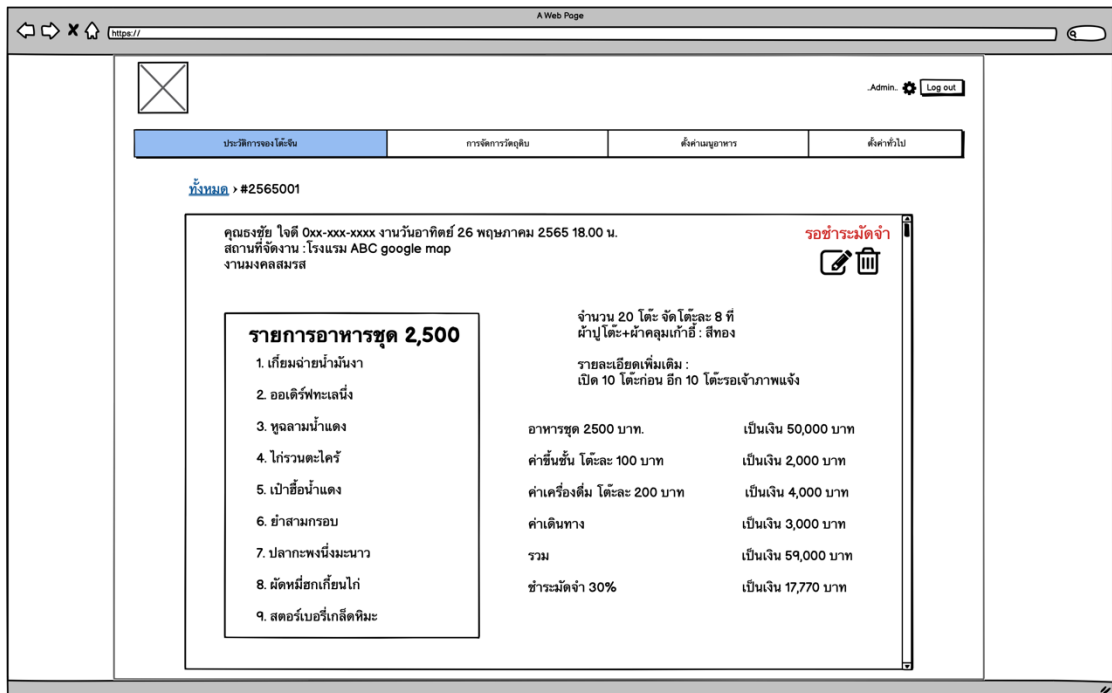 A Web Page
https://
..Admin.. Log out
ประวัติการจองโต๊ะจีน
การจัดการวัตถุดิบ
ตั้งค่าเมนูอาหาร
ตั้งค่าทั่วไป
ทั้งหมด › #2565001
คุณธงชัย ใจดี 0xx-xxx-xxxx งานวันอาทิตย์ 26 พฤษภาคม 2565 18.00 น.
รอชำระมัดจำ
สถานที่จัดงาน :โรงแรม ABC google map
งานมงคลสมรส
รายการอาหารชุด 2,500
1. เกี๊ยมฉ่ายน้ำมันงา
2. ออเดิร์ฟทะเลนึ่ง
3. หูฉลามน้ำแดง
4. ไก่รวนตะไคร้
5. เป๋าฮื้อน้ำแดง
6. ยำสามกรอบ
7. ปลากะพงนึ่งมะนาว
8. ผัดหมี่ฮกเกี้ยนไก่
9. สตอร์เบอรี่เกล็ดหิมะ
จำนวน 20 โต๊ะ จัดโต๊ะละ 8 ที่
ผ้าปูโต๊ะ+ผ้าคลุมเก้าอี้ : สีทอง
รายละเอียดเพิ่มเติม :
เปิด 10 โต๊ะก่อน อีก 10 โต๊ะรอเจ้าภาพแจ้ง
อาหารชุด 2500 บาท. เป็นเงิน 50,000 บาท
ค่าขึ้นชั้น โต๊ะละ 100 บาท เป็นเงิน 2,000 บาท
ค่าเครื่องดื่ม โต๊ะละ 200 บาท เป็นเงิน 4,000 บาท
ค่าเดินทาง เป็นเงิน 3,000 บาท
รวม เป็นเงิน 59,000 บาท
ชำระมัดจำ 30% เป็นเงิน 17,770 บาท